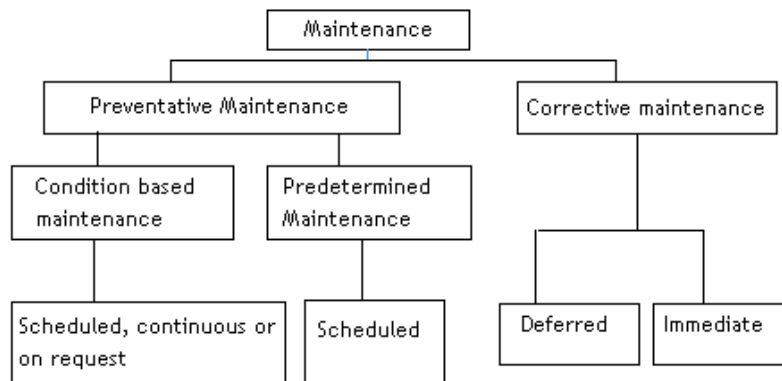 Maintenance
Preventative Maintenance
Corrective maintenance
Condition based
maintenance
Predetermined
Maintenance
Scheduled, continuous or
on request
Scheduled
Deferred
Immediate